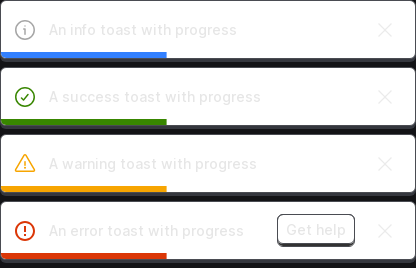 An info toast with progress
A success toast with progress
A warning toast with progress
An error toast with progress
Get help